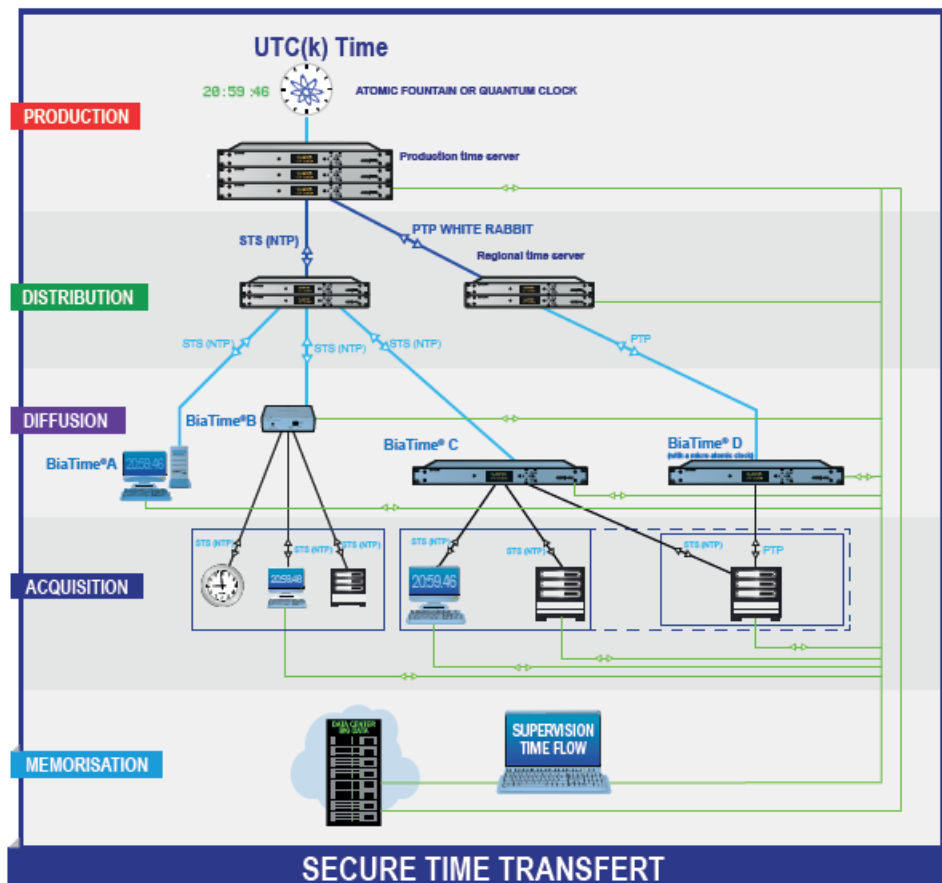 UTC(k) Time
20:59 :46
ATOMIC FOUNTAIN OR QUANTUM CLOCK
PRODUCTION
Production time server
PTP WHITE RABBIT
STS (NTP)
Regional time server
DISTRIBUTION
STS (NTP)
STS (NTP)
STS (NTP)
PTP
DIFFUSION
BiaTime®B
BiaTime® C
BiaTime® D
(with a micro atomic clock)
BiaTime®A
20:59.46
STS (NTP)
STS (NTP)
STS (NTP)
STS (NTP)
STS (NTP)
STS (NTP)
PTP
ACQUISITION
20:59.46
20:59.46
DATA CENTER
BIG DATA
SUPERVISION
TIME FLOW
MEMORISATION
SECURE TIME TRANSFERT